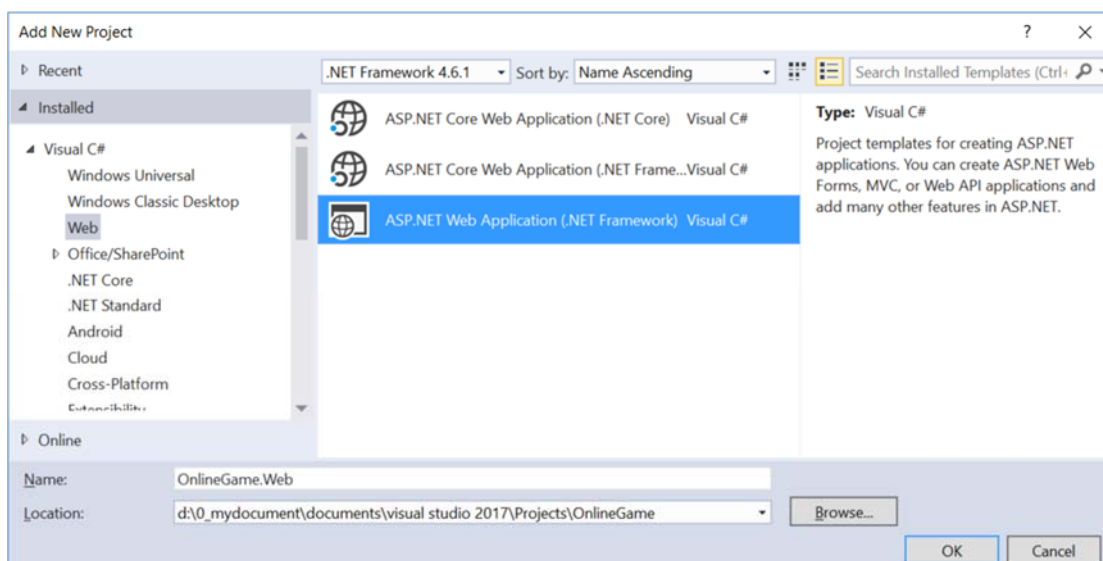 Add New Project
?
Recent
.NET Framework 4.6.1
Sort by:
Name Ascending
Search Installed Templates (Ctrl+
Installed
Visual C#
Windows Universal
Windows Classic Desktop
Web
Office/SharePoint
.NET Core
.NET Standard
Android
Cloud
Cross-Platform
Extensibility
Online
ASP.NET Core Web Application (.NET Core) Visual C#
ASP.NET Core Web Application (.NET Frame...Visual C#
ASP.NET Web Application (.NET Framework) Visual C#
Type: Visual C#
Project templates for creating ASP.NET
applications. You can create ASP.NET Web
Forms, MVC, or Web API applications and
add many other features in ASP.NET.
Name:
OnlineGame.Web
Location:
d:\0_mydocument\documents\visual studio 2017\Projects\OnlineGame
Browse...
OK
Cancel